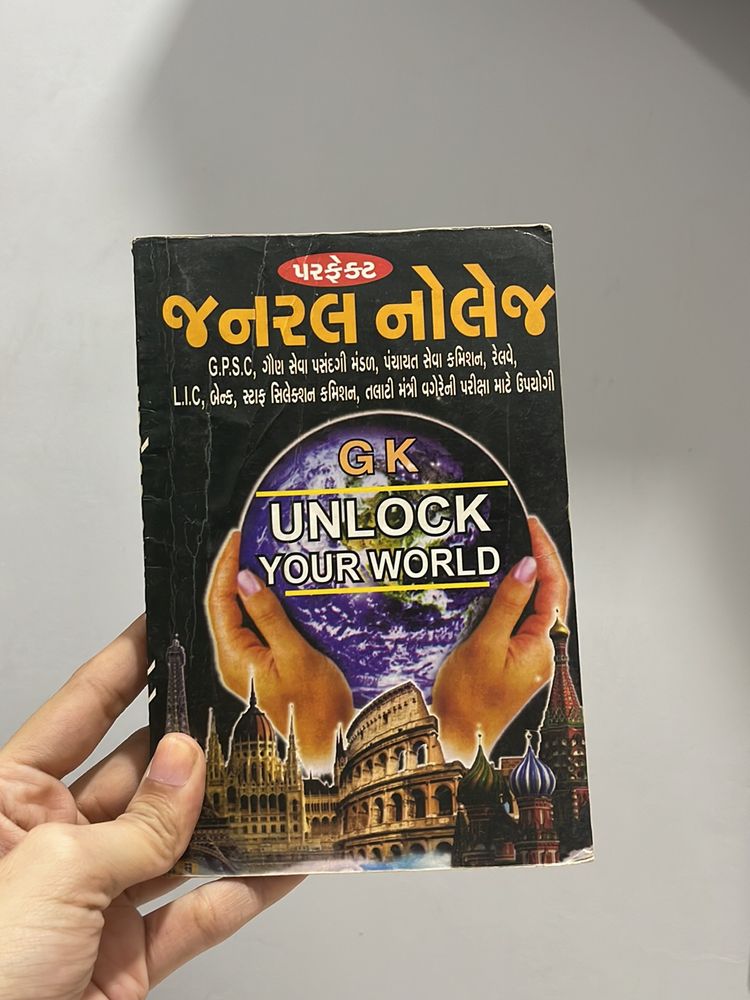 પરફેક્ટ
જનરલ નોલેજ
G.P.S.C, ગૌણ સેવા પસંદગી મંડળ, પંચાયત સેવા કમિશન, રેલવે,
L.I.C, બેન્ક, સ્ટાફ સિલેક્શન કમિશન, તલાટી મંત્રી વગેરેની પરીક્ષા માટે ઉપયોગી
GK
UNLOCK
YOUR WORLD